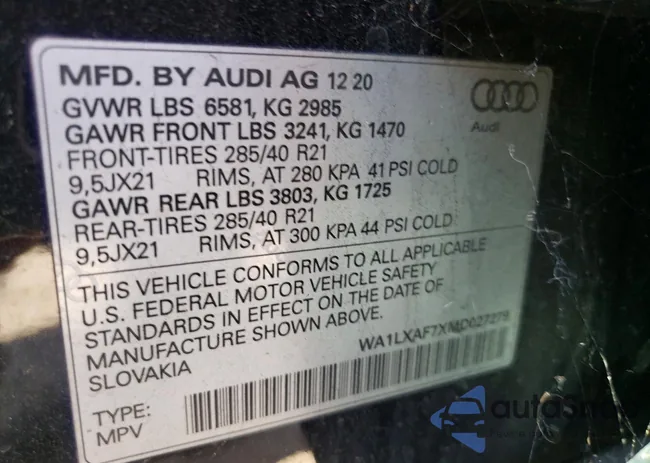 MFD. BY AUDI AG 12 20
GVWR LBS 6581, KG 2985
GAWR FRONT LBS 3241, KG 1470
FRONT-TIRES 285/40 R21
9,5JX21 RIMS, AT 280 KPA 41 PSI COLD
GAWR REAR LBS 3803, KG 1725
REAR-TIRES 285/40 R21
9,5JX21 RIMS, AT 300 KPA 44 PSI COLD
Audi
THIS VEHICLE CONFORMS TO ALL APPLICABLE
U.S. FEDERAL MOTOR VEHICLE SAFETY
STANDARDS IN EFFECT ON THE DATE OF
MANUFACTURE SHOWN ABOVE.
SLOVAKIA
WA1LXAF7XMD027279
TYPE:
MPV